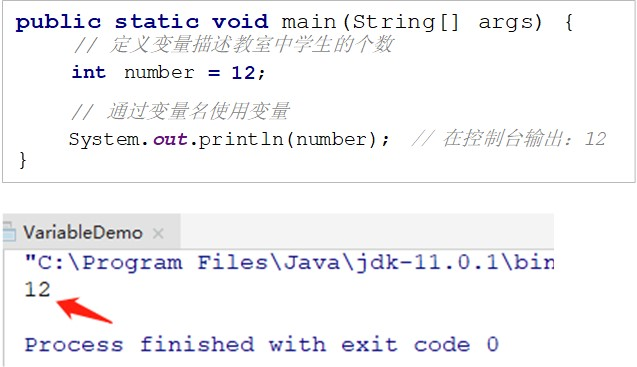 public static void main(String[] args) {
// 定义变量描述教室中学生的个数
int number = 12;
// 通过变量名使用变量
System.out.println(number); // 在控制台输出：12
}
VariableDemo ×
"C:\Program Files\Java\jdk-11.0.1\bin
12
Process finished with exit code 0